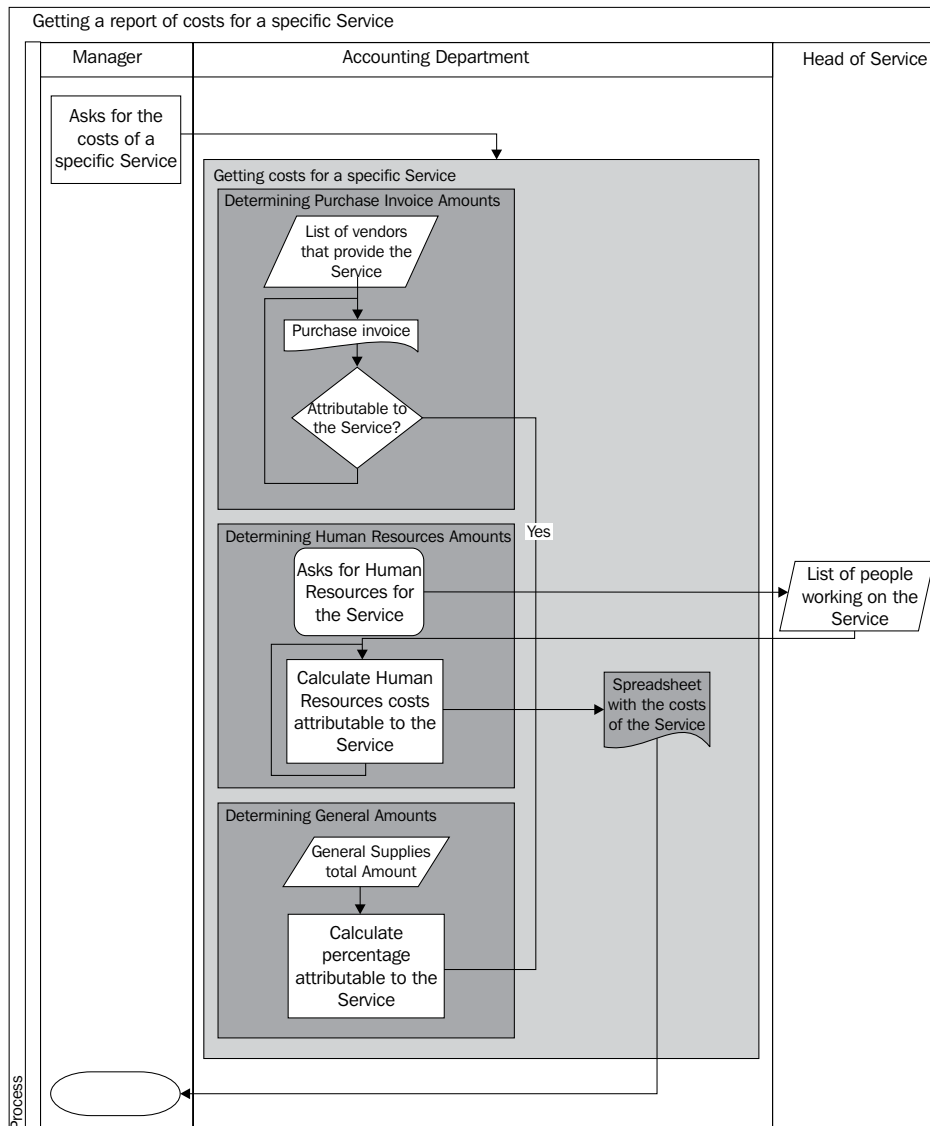 Getting a report of costs for a specific Service
Manager
Accounting Department
Head of Service
Asks for the
costs of a
specific Service
Getting costs for a specific Service
Determining Purchase Invoice Amounts
List of vendors
that provide the
Service
Purchase invoice
Attributable to
the Service?
Yes
Determining Human Resources Amounts
Asks for Human
Resources for
the Service
List of people
working on the
Service
Calculate Human
Resources costs
attributable to the
Service
Spreadsheet
with the costs
of the Service
Determining General Amounts
General Supplies
total Amount
Calculate
percentage
attributable to the
Service
Process